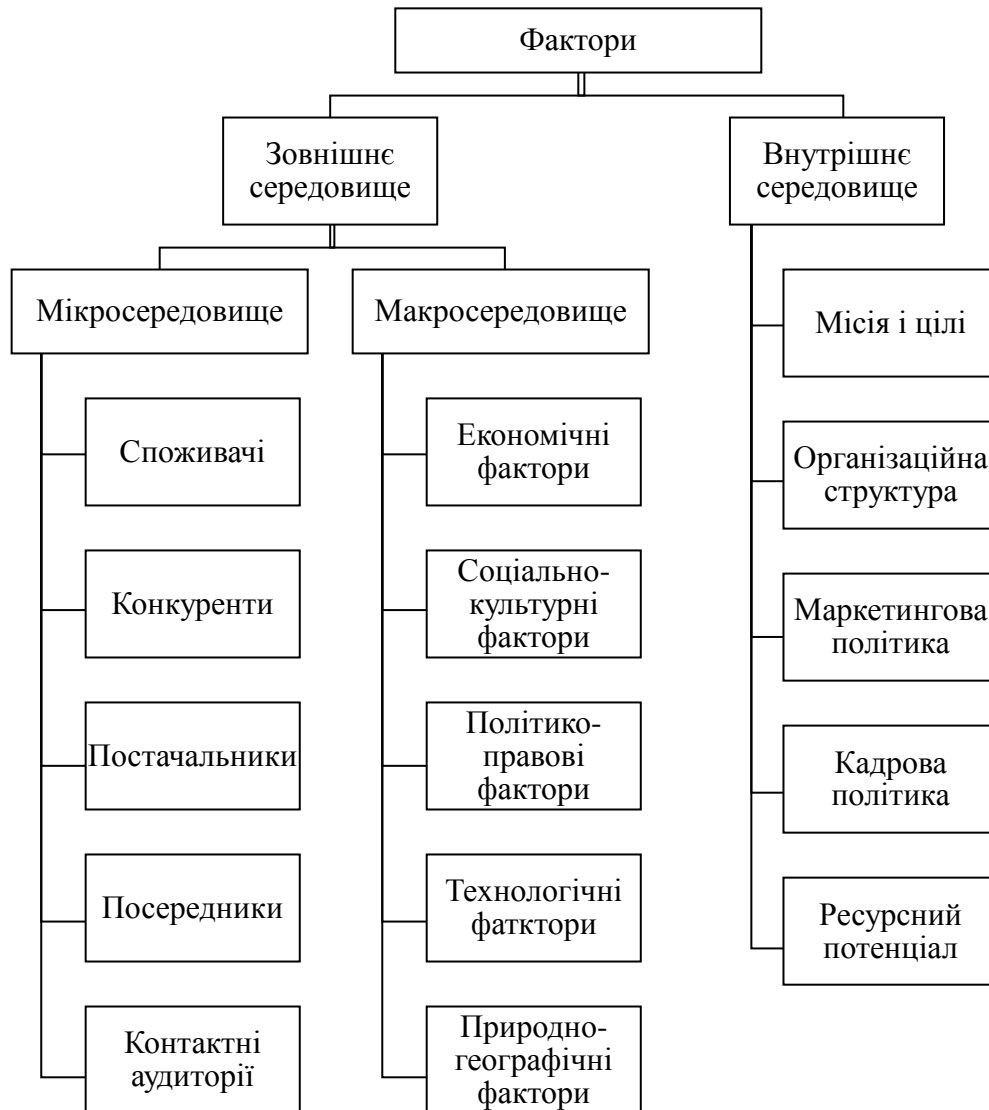 Фактори
Зовнішнє
середовище
Внутрішнє
середовище
Мікросередовище
Макросередовище
Місія і цілі
Споживачі
Економічні
фактори
Організаційна
структура
Конкуренти
Соціально-
культурні
фактори
Маркетингова
політика
Постачальники
Політико-
правові
фактори
Кадрова
політика
Посередники
Технологічні
фатктори
Ресурсний
потенціал
Контактні
аудиторії
Природно-
географічні
фактори